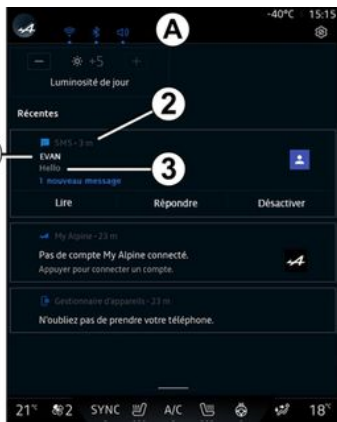 -40°C 15:15
A
+5
Luminosité de jour
Récentes
2
SMS · 3 m
EVAN
Hello
3
1 nouveau message
Lire Répondre Désactiver
My Alpine · 23 m
Pas de compte My Alpine connecté.
Appuyer pour connecter un compte.
Gestionnaire d'appareils · 23 m
N'oubliez pas de prendre votre téléphone.
21°C 2 SYNC A/C 18°C